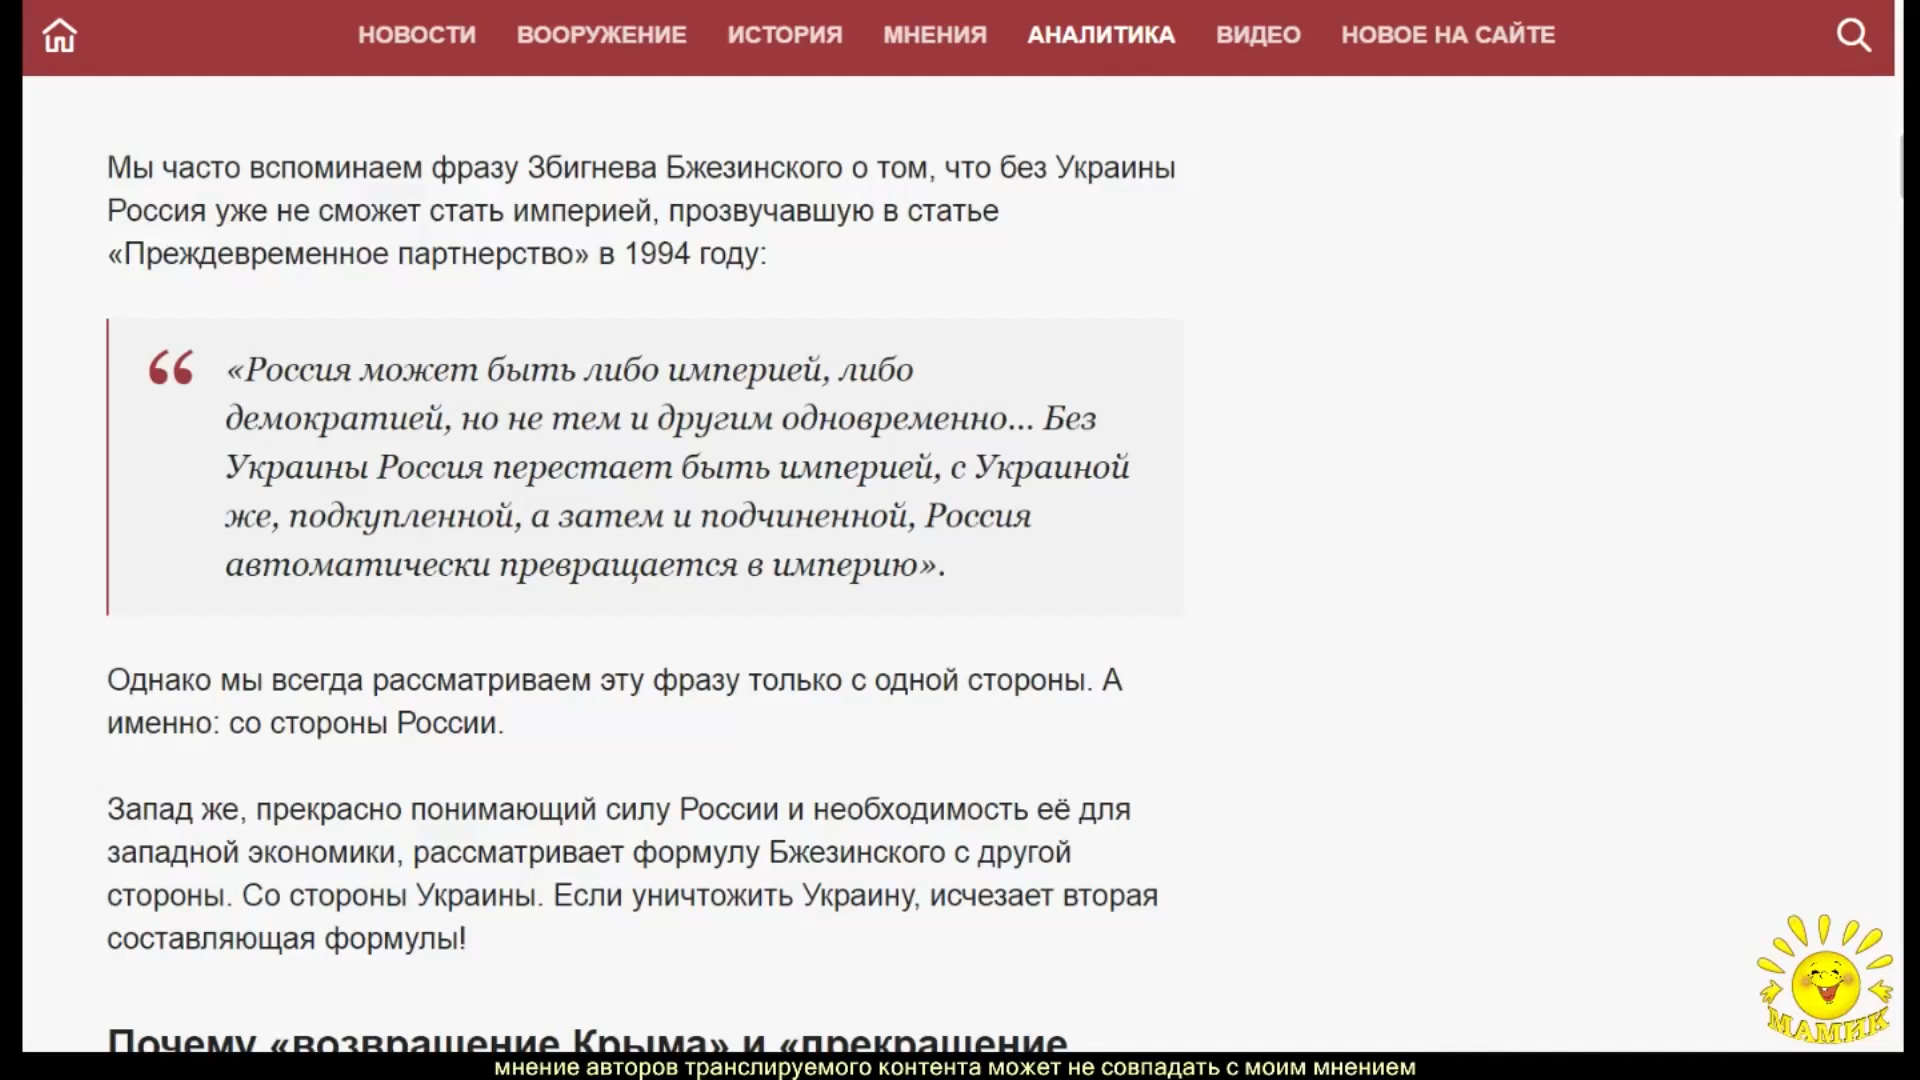 НОВОСТИ ВООРУЖЕНИЕ ИСТОРИЯ МНЕНИЯ АНАЛИТИКА ВИДЕО НОВОЕ НА САЙТЕ
Мы часто вспоминаем фразу Збигнева Бжезинского о том, что без Украины
Россия уже не сможет стать империей, прозвучавшую в статье
«Преждевременное партнерство» в 1994 году:
«Россия может быть либо империей, либо
демократией, но не тем и другим одновременно... Без
Украины Россия перестает быть империей, с Украиной
же, подкупленной, а затем и подчиненной, Россия
автоматически превращается в империю».
Однако мы всегда рассматриваем эту фразу только с одной стороны. А
именно: со стороны России.
Запад же, прекрасно понимающий силу России и необходимость её для
западной экономики, рассматривает формулу Бжезинского с другой
стороны. Со стороны Украины. Если уничтожить Украину, исчезает вторая
составляющая формулы!
Почему «возвращение Крыма» и «прекращение
МАМИК
мнение авторов транслируемого контента может не совпадать с моим мнением